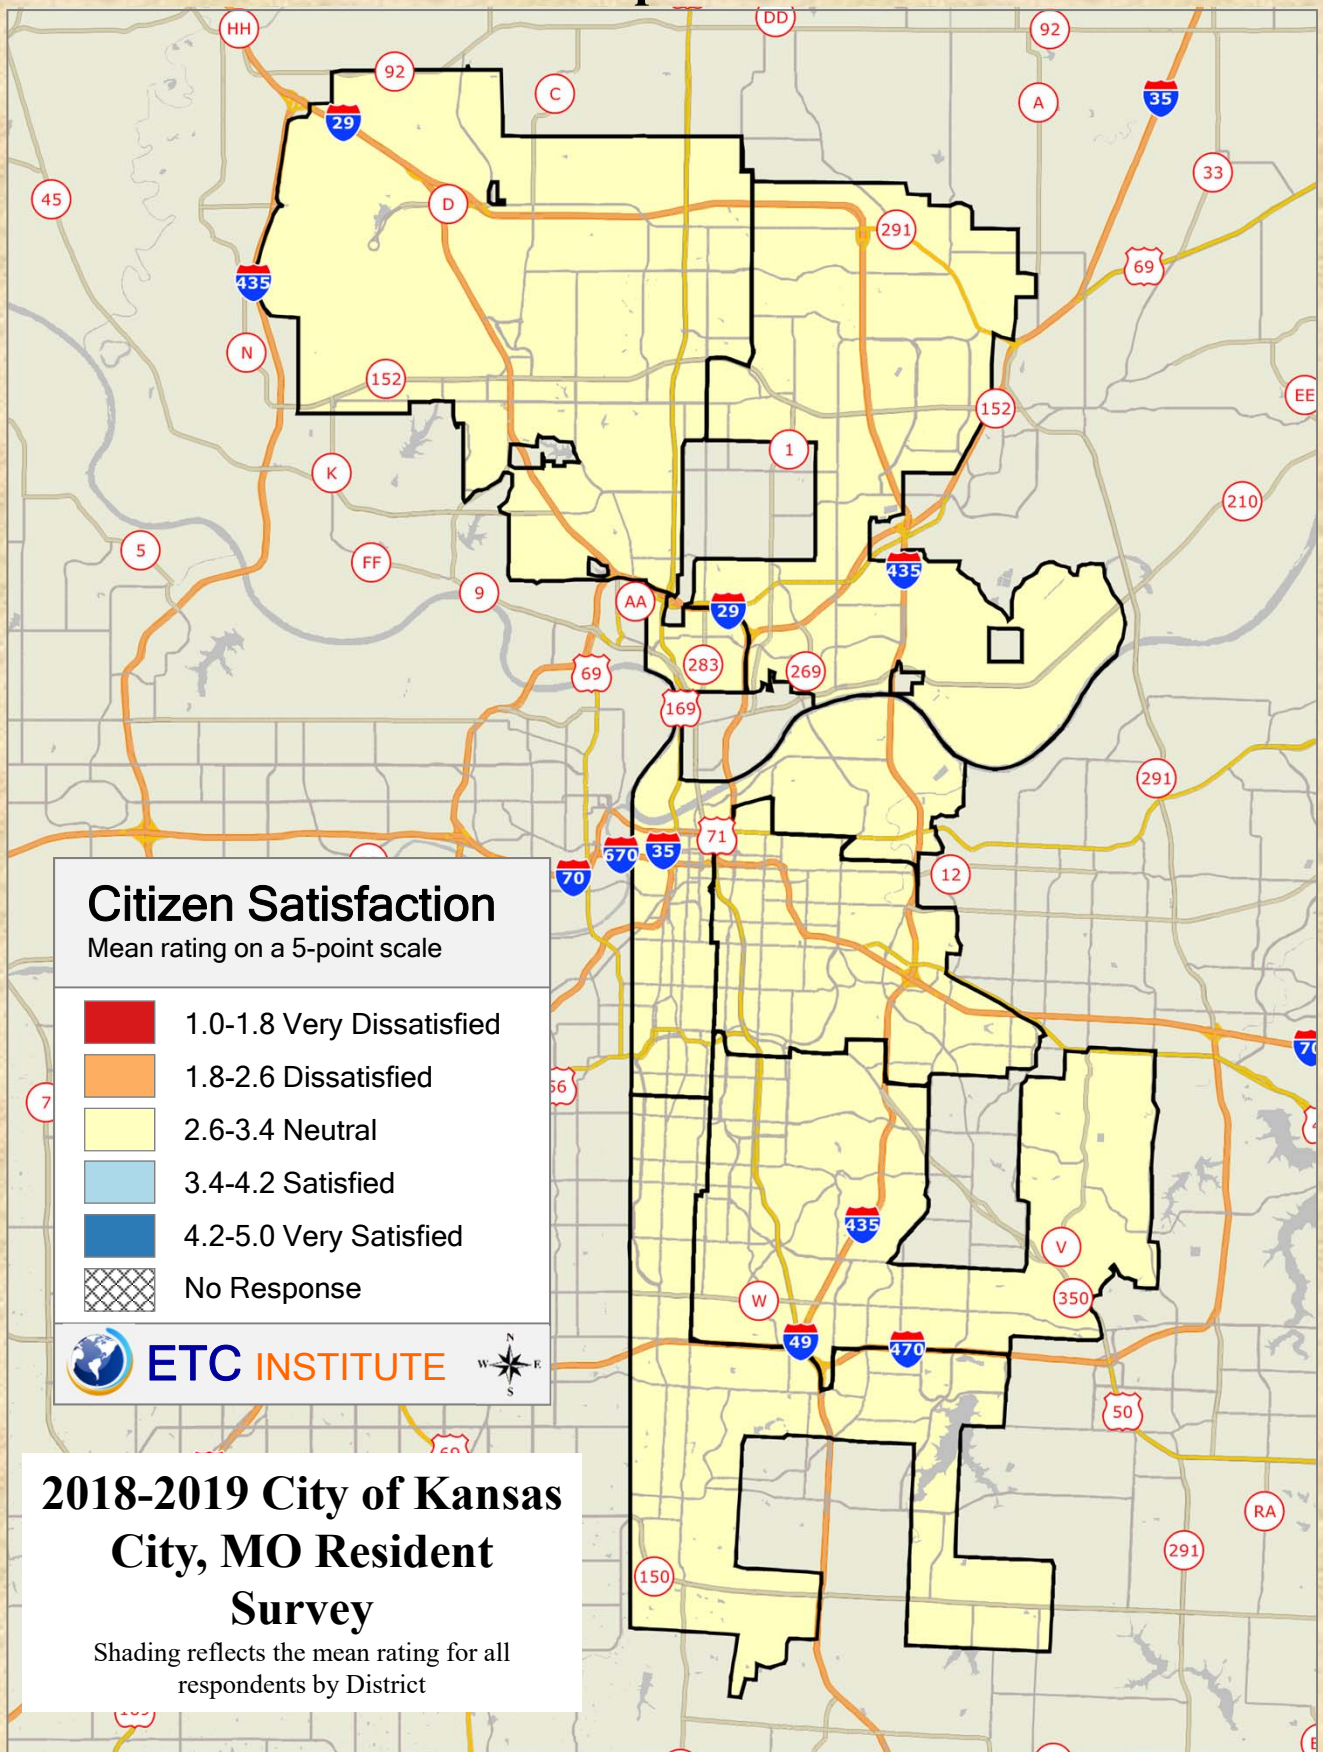 HH
DD
92
92
C
A
29
35
33
45
D
291
69
435
N
152
EE
152
1
K
210
5
FF
435
9
AA
29
283
269
69
169
291
71
670
35
70
12
Citizen Satisfaction
Mean rating on a 5-point scale
1.0-1.8 Very Dissatisfied
1.8-2.6 Dissatisfied
2.6-3.4 Neutral
3.4-4.2 Satisfied
4.2-5.0 Very Satisfied
No Response
ETC INSTITUTE
N
W
E
S
70
7
435
V
W
350
49
470
50
2018-2019 City of Kansas
City, MO Resident
Survey
Shading reflects the mean rating for all
respondents by District
RA
291
150